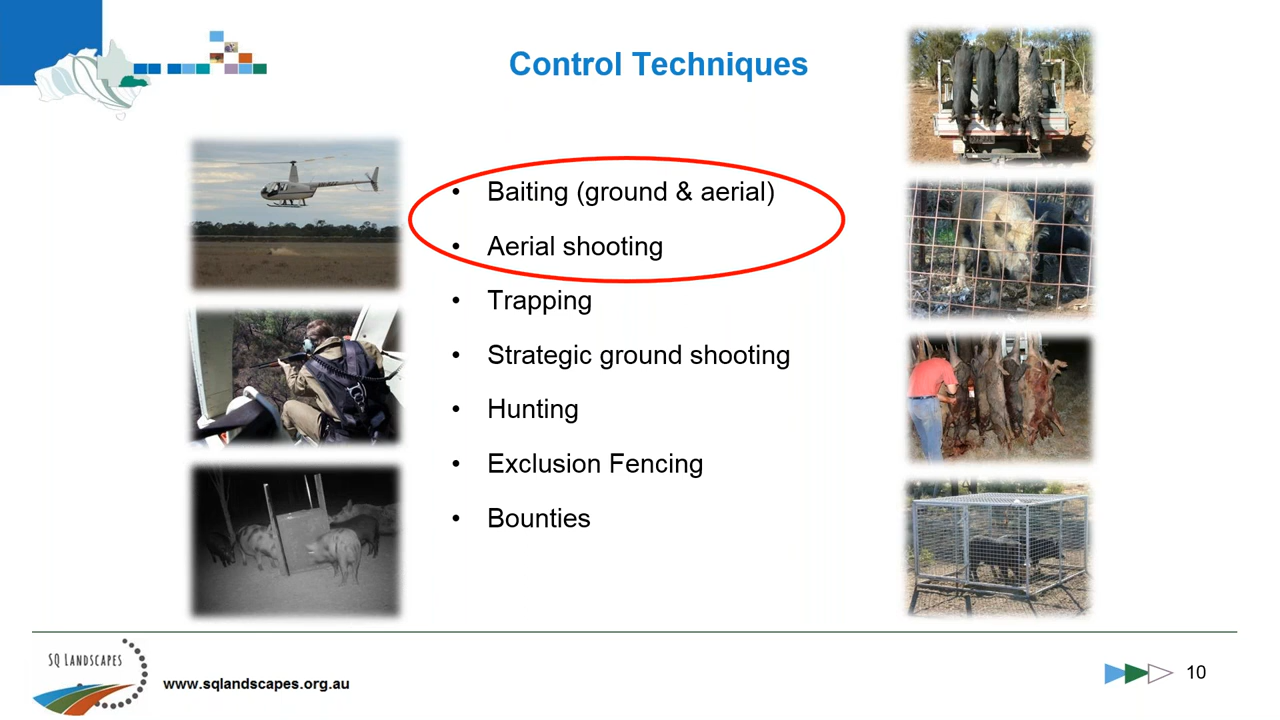 Control Techniques
• Baiting (ground & aerial)
• Aerial shooting
• Trapping
• Strategic ground shooting
• Hunting
• Exclusion Fencing
• Bounties
SQ LANDSCAPES
www.sqlandscapes.org.au
10